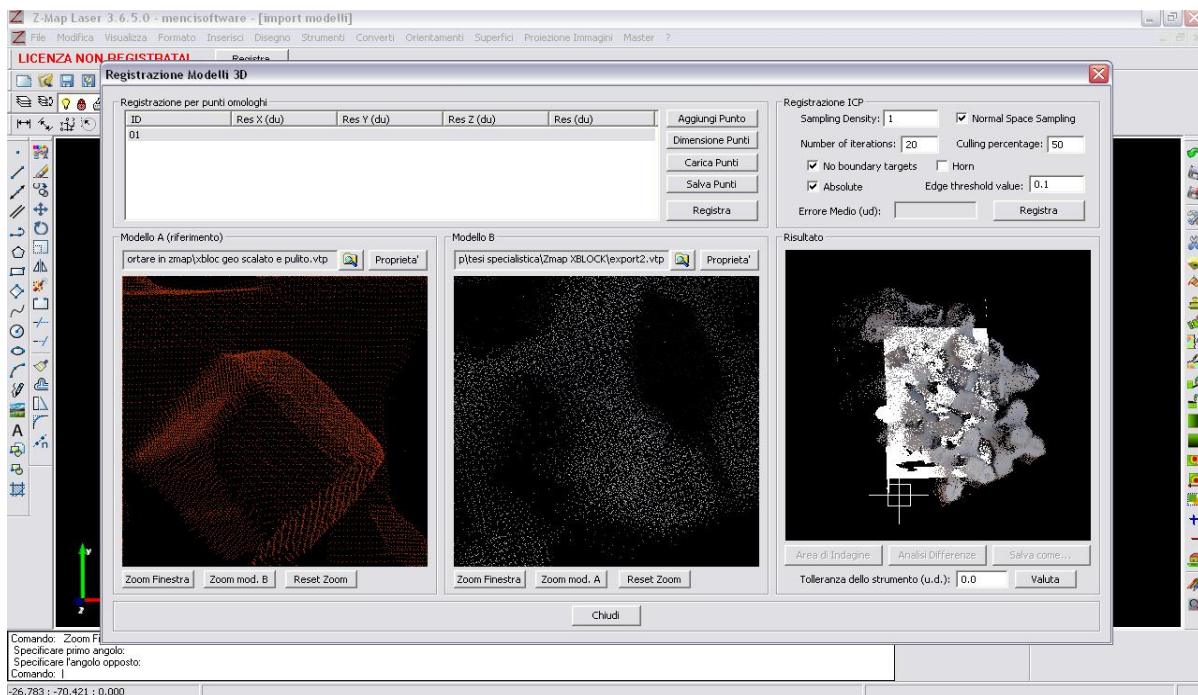 Z-Map Laser 3.6.5.0 - mencisoftware - [import modelli]
File Modifica Visualizza Formato Inserisci Disegno Strumenti Converti Orientamenti Superfici Proiezione Immagini Master ?
LICENZA NON REGISTRATA! Registra
Registrazione Modelli 3D
Registrazione per punti omologhi
ID Res X (du) Res Y (du) Res Z (du) Res (du)
01
Aggiungi Punto
Dimensione Punti
Carica Punti
Salva Punti
Registra
Registrazione ICP
Sampling Density: 1 Normal Space Sampling
Number of iterations: 20 Culling percentage: 50
No boundary targets Horn
Absolute Edge threshold value: 0.1
Errore Medio (ud): Registra
Modello A (riferimento)
ortare in zmap\xbloc geo scalato e pulito.vtp Proprieta'
Zoom Finestra Zoom mod. B Reset Zoom
Modello B
p\tesi specialistica\Zmap XBLOCK\export2.vtp Proprieta'
Zoom Finestra Zoom mod. A Reset Zoom
Risultato
Area di Indagine Analisi Differenze Salva come...
Tolleranza dello strumento (u.d.): 0.0 Valuta
Chiudi
Comando: Zoom Fi
Specificare primo angolo:
Specificare l'angolo opposto:
Comando:
-26.783 : -70.421 : 0.000